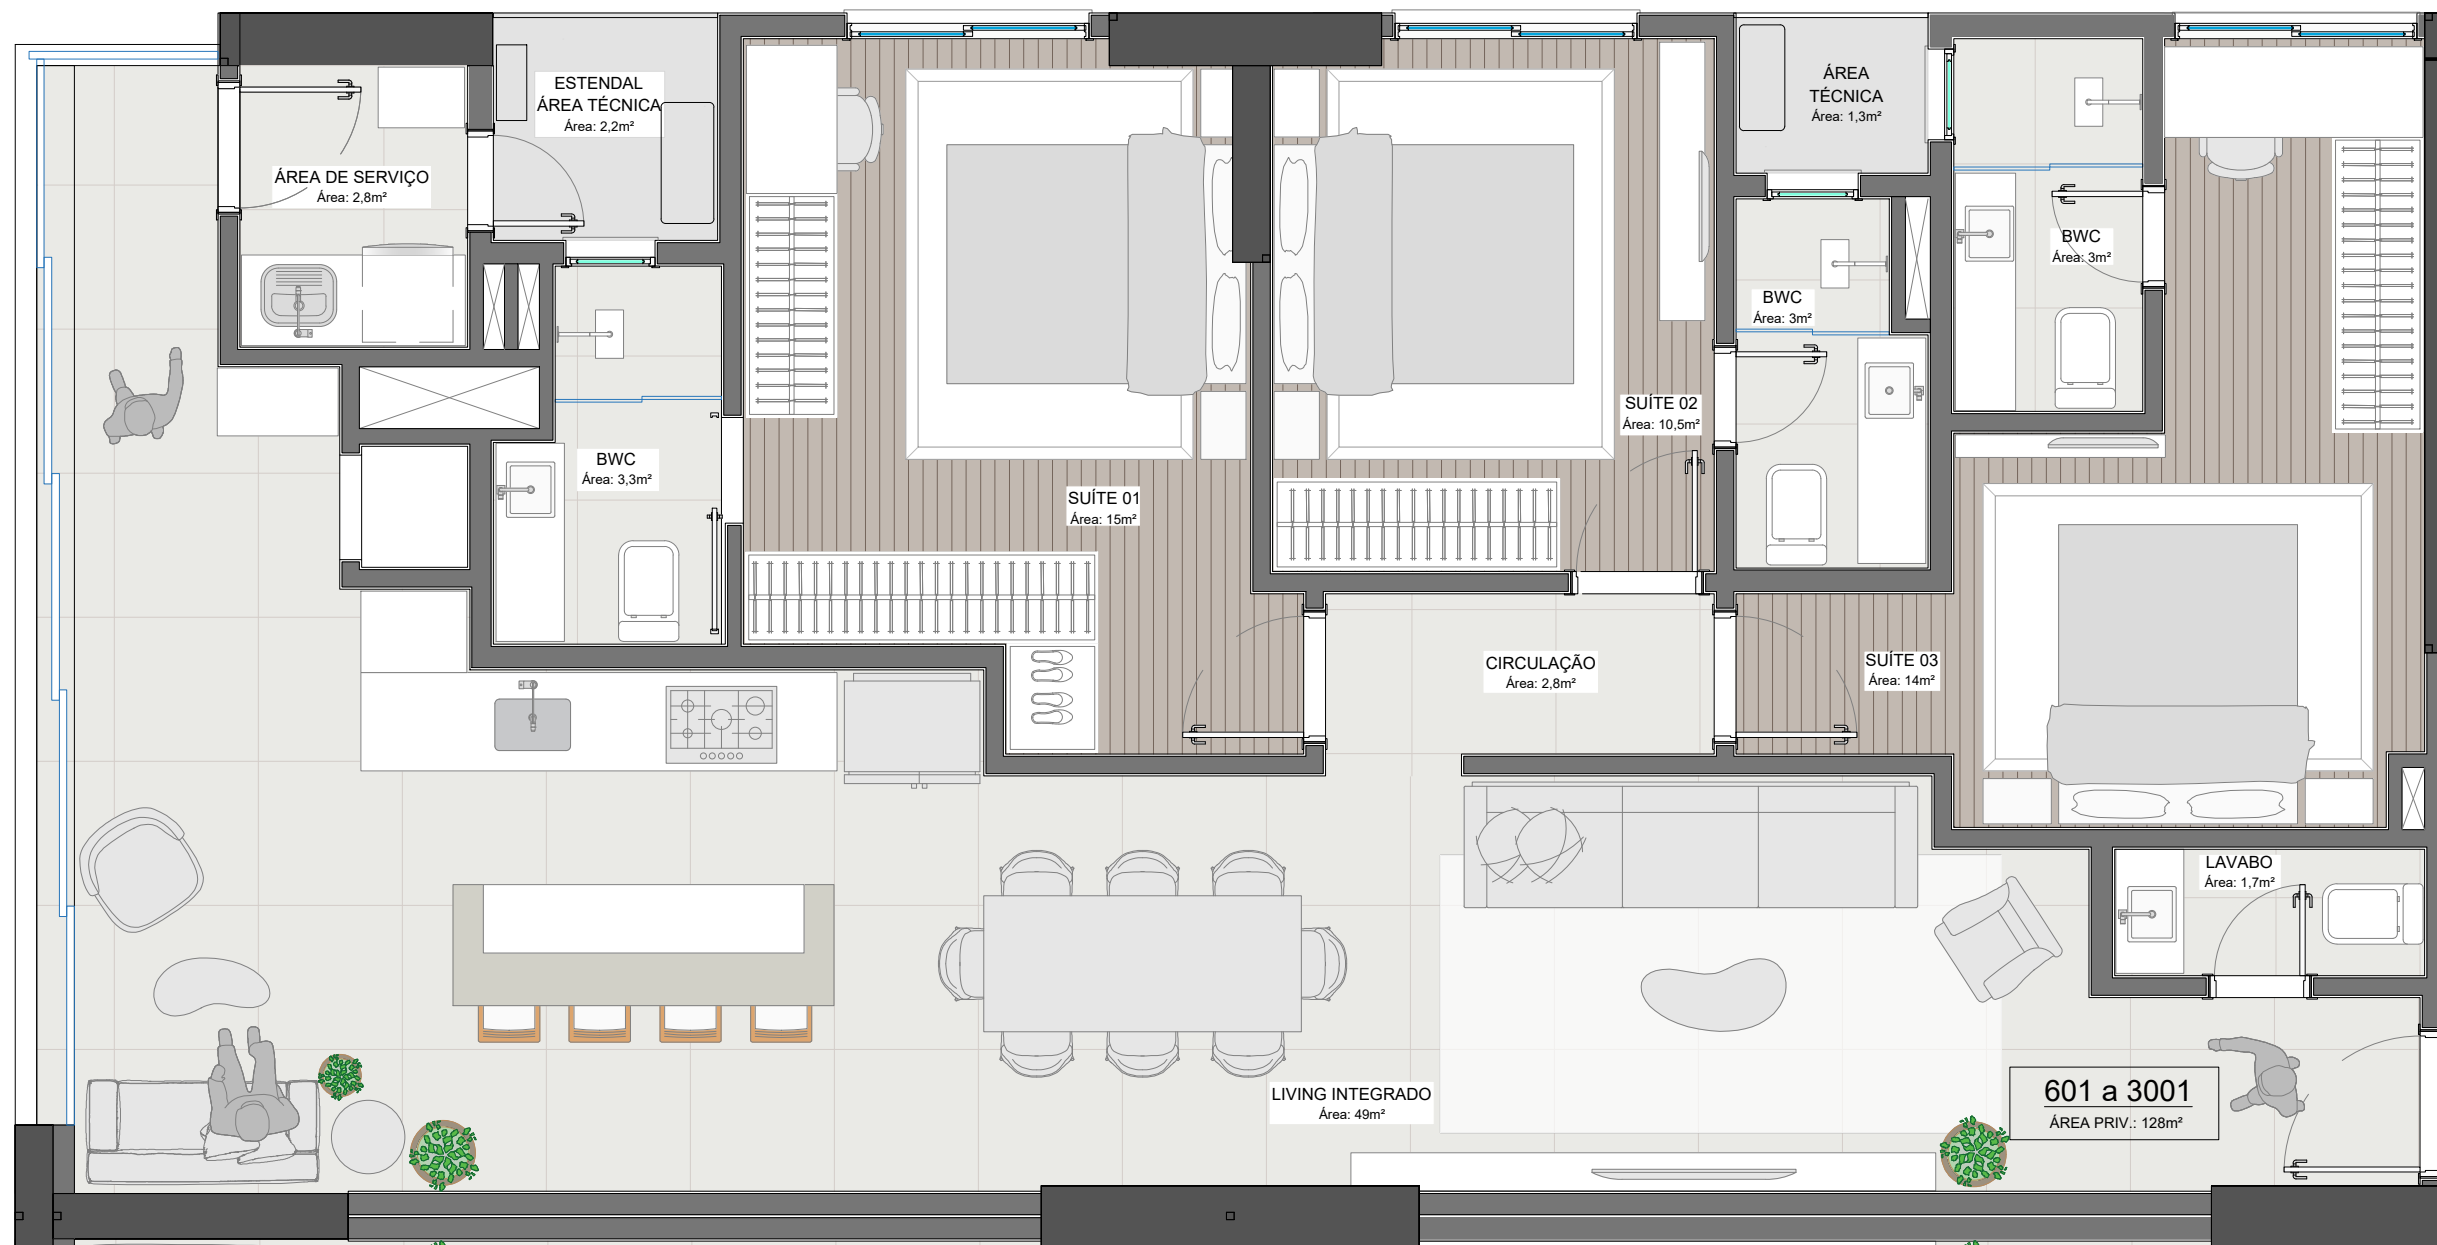 ESTENDAL
ÁREA TÉCNICA
Área: 2,2m²
ÁREA
TÉCNICA
Área: 1,3m²
ÁREA DE SERVIÇO
Área: 2,8m²
BWC
Área: 3m²
BWC
Área: 3m²
SUÍTE 02
Área: 10,5m²
BWC
Área: 3,3m²
SUÍTE 01
Área: 15m²
CIRCULAÇÃO
Área: 2,8m²
SUÍTE 03
Área: 14m²
LAVABO
Área: 1,7m²
LIVING INTEGRADO
Área: 49m²
601 a 3001
ÁREA PRIV.: 128m²